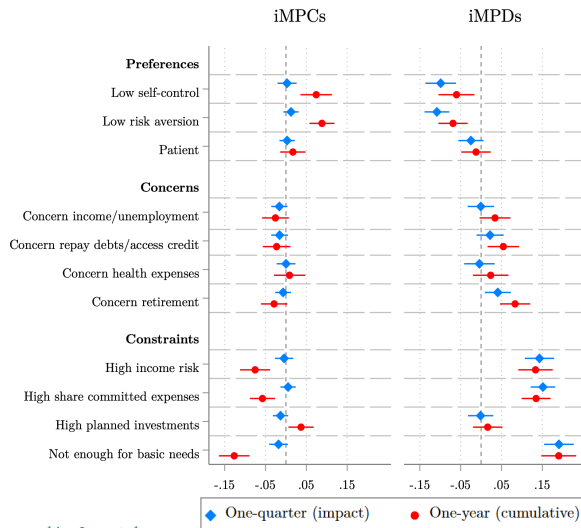 iMPCs iMPDs
Preferences
Low self-control
Low risk aversion
Patient
Concerns
Concern income/unemployment
Concern repay debts/access credit
Concern health expenses
Concern retirement
Constraints
High income risk
High share committed expenses
High planned investments
Not enough for basic needs
-.15 -.05 .05 .15 -.15 -.05 .05 .15
One-quarter (impact) One-year (cumulative)